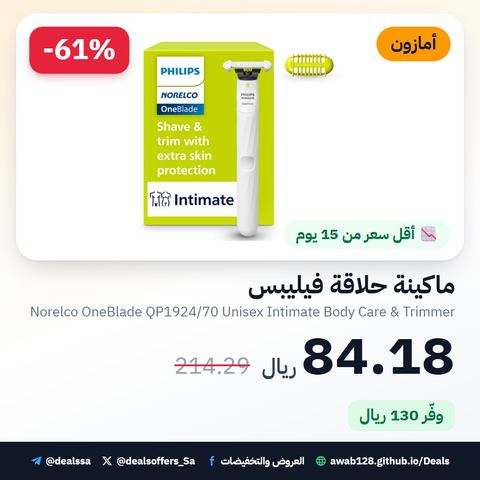 -61%
أمازون
PHILIPS
NORELCO
OneBlade
Shave &
trim with
extra skin
protection
Intimate
أقل سعر من 15 يوم
ماكينة حلاقة فيليبس
Norelco OneBlade QP1924/70 Unisex Intimate Body Care & Trimmer
84.18 ريال 214.29
وفّر 130 ريال
@dealssa @dealsoffers_Sa العروض والتخفيضات awab128.github.io/Deals